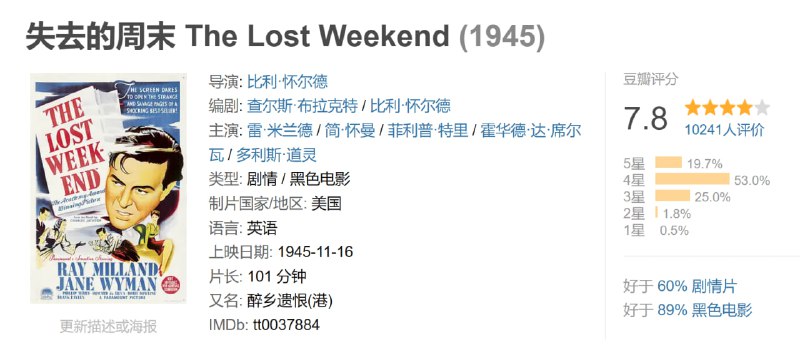 失去的周末 The Lost Weekend (1945)
THE SCREEN DARES
TO OPEN THE STRANGE
AND SAVAGE PAGES OF A
SHOCKING BEST-SELLER!
THE
LOST
WEEK-
END
RAY MILLAND
JANE WYMAN
A PARAMOUNT PICTURE
更新描述或海报
导演: 比利·怀尔德
编剧: 查尔斯·布拉克特 / 比利·怀尔德
主演: 雷·米兰德 / 简·怀曼 / 菲利普·特里 / 霍华德·达·席尔
瓦 / 多利斯·道灵
类型: 剧情 / 黑色电影
制片国家/地区: 美国
语言: 英语
上映日期: 1945-11-16
片长: 101 分钟
又名: 醉乡遗恨(港)
IMDb: tt0037884
豆瓣评分
7.8
10241人评价
5星 19.7%
4星 53.0%
3星 25.0%
2星 1.8%
1星 0.5%
好于 60% 剧情片
好于 89% 黑色电影